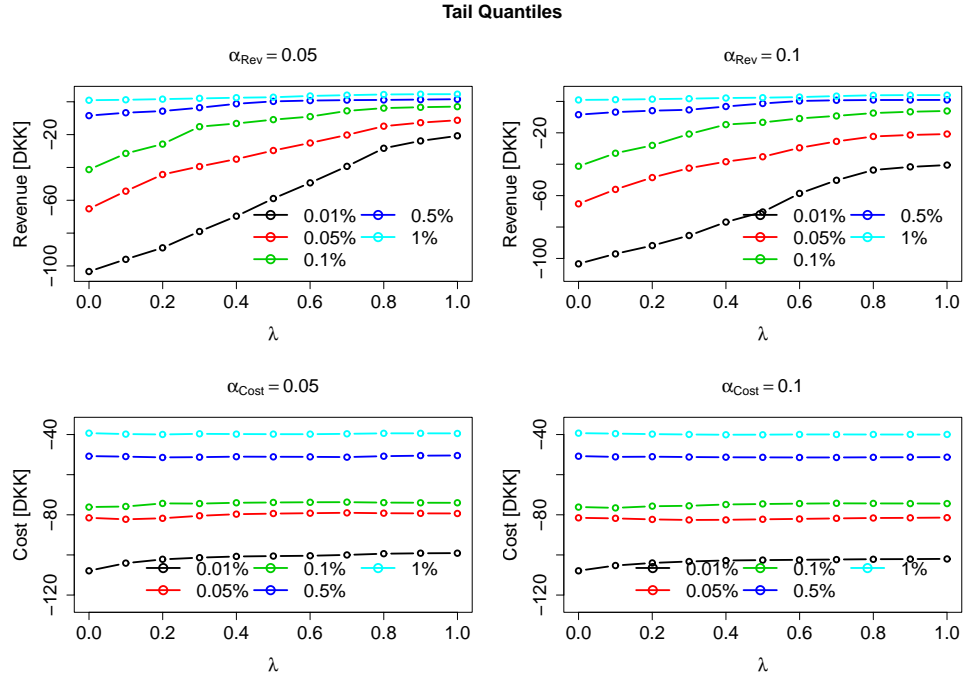 Tail Quantiles
α_Rev = 0.05
Revenue [DKK]
−20
−60
−100
0.01%
0.05%
0.1%
0.5%
1%
0.0 0.2 0.4 0.6 0.8 1.0
λ
α_Rev = 0.1
Revenue [DKK]
−20
−60
−100
0.01%
0.05%
0.1%
0.5%
1%
0.0 0.2 0.4 0.6 0.8 1.0
λ
α_Cost = 0.05
Cost [DKK]
−40
−80
−120
0.01%
0.05%
0.1%
0.5%
1%
0.0 0.2 0.4 0.6 0.8 1.0
λ
α_Cost = 0.1
Cost [DKK]
−40
−80
−120
0.01%
0.05%
0.1%
0.5%
1%
0.0 0.2 0.4 0.6 0.8 1.0
λ